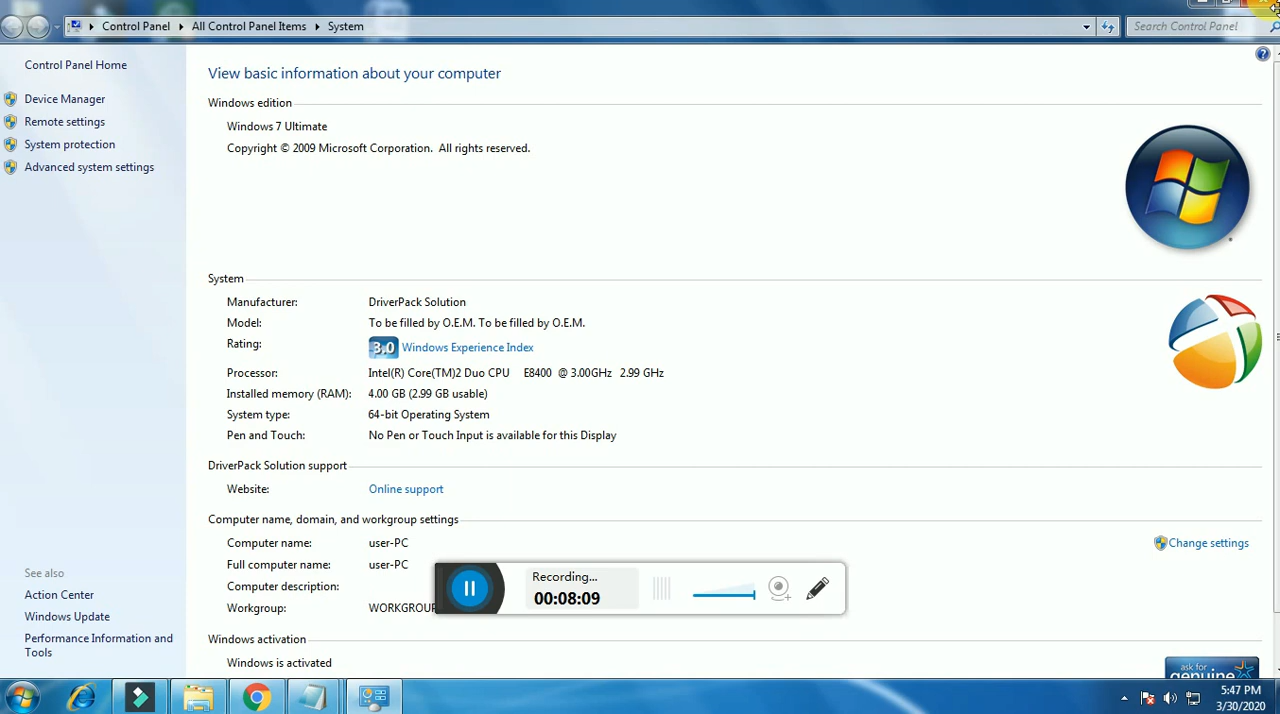 Control Panel
All Control Panel Items
System
Search Control Panel
Control Panel Home
Device Manager
Remote settings
System protection
Advanced system settings
See also
Action Center
Windows Update
Performance Information and
Tools
View basic information about your computer
Windows edition
Windows 7 Ultimate
Copyright © 2009 Microsoft Corporation. All rights reserved.
System
Manufacturer: DriverPack Solution
Model: To be filled by O.E.M. To be filled by O.E.M.
Rating: 3.0 Windows Experience Index
Processor: Intel(R) Core(TM)2 Duo CPU E8400 @ 3.00GHz 2.99 GHz
Installed memory (RAM): 4.00 GB (2.99 GB usable)
System type: 64-bit Operating System
Pen and Touch: No Pen or Touch Input is available for this Display
DriverPack Solution support
Website: Online support
Computer name, domain, and workgroup settings
Computer name: user-PC
Change settings
Full computer name: user-PC
Computer description:
Workgroup: WORKGROUP
Recording...
00:08:09
Windows activation
Windows is activated
ask for
genuine
5:47 PM
3/30/2020